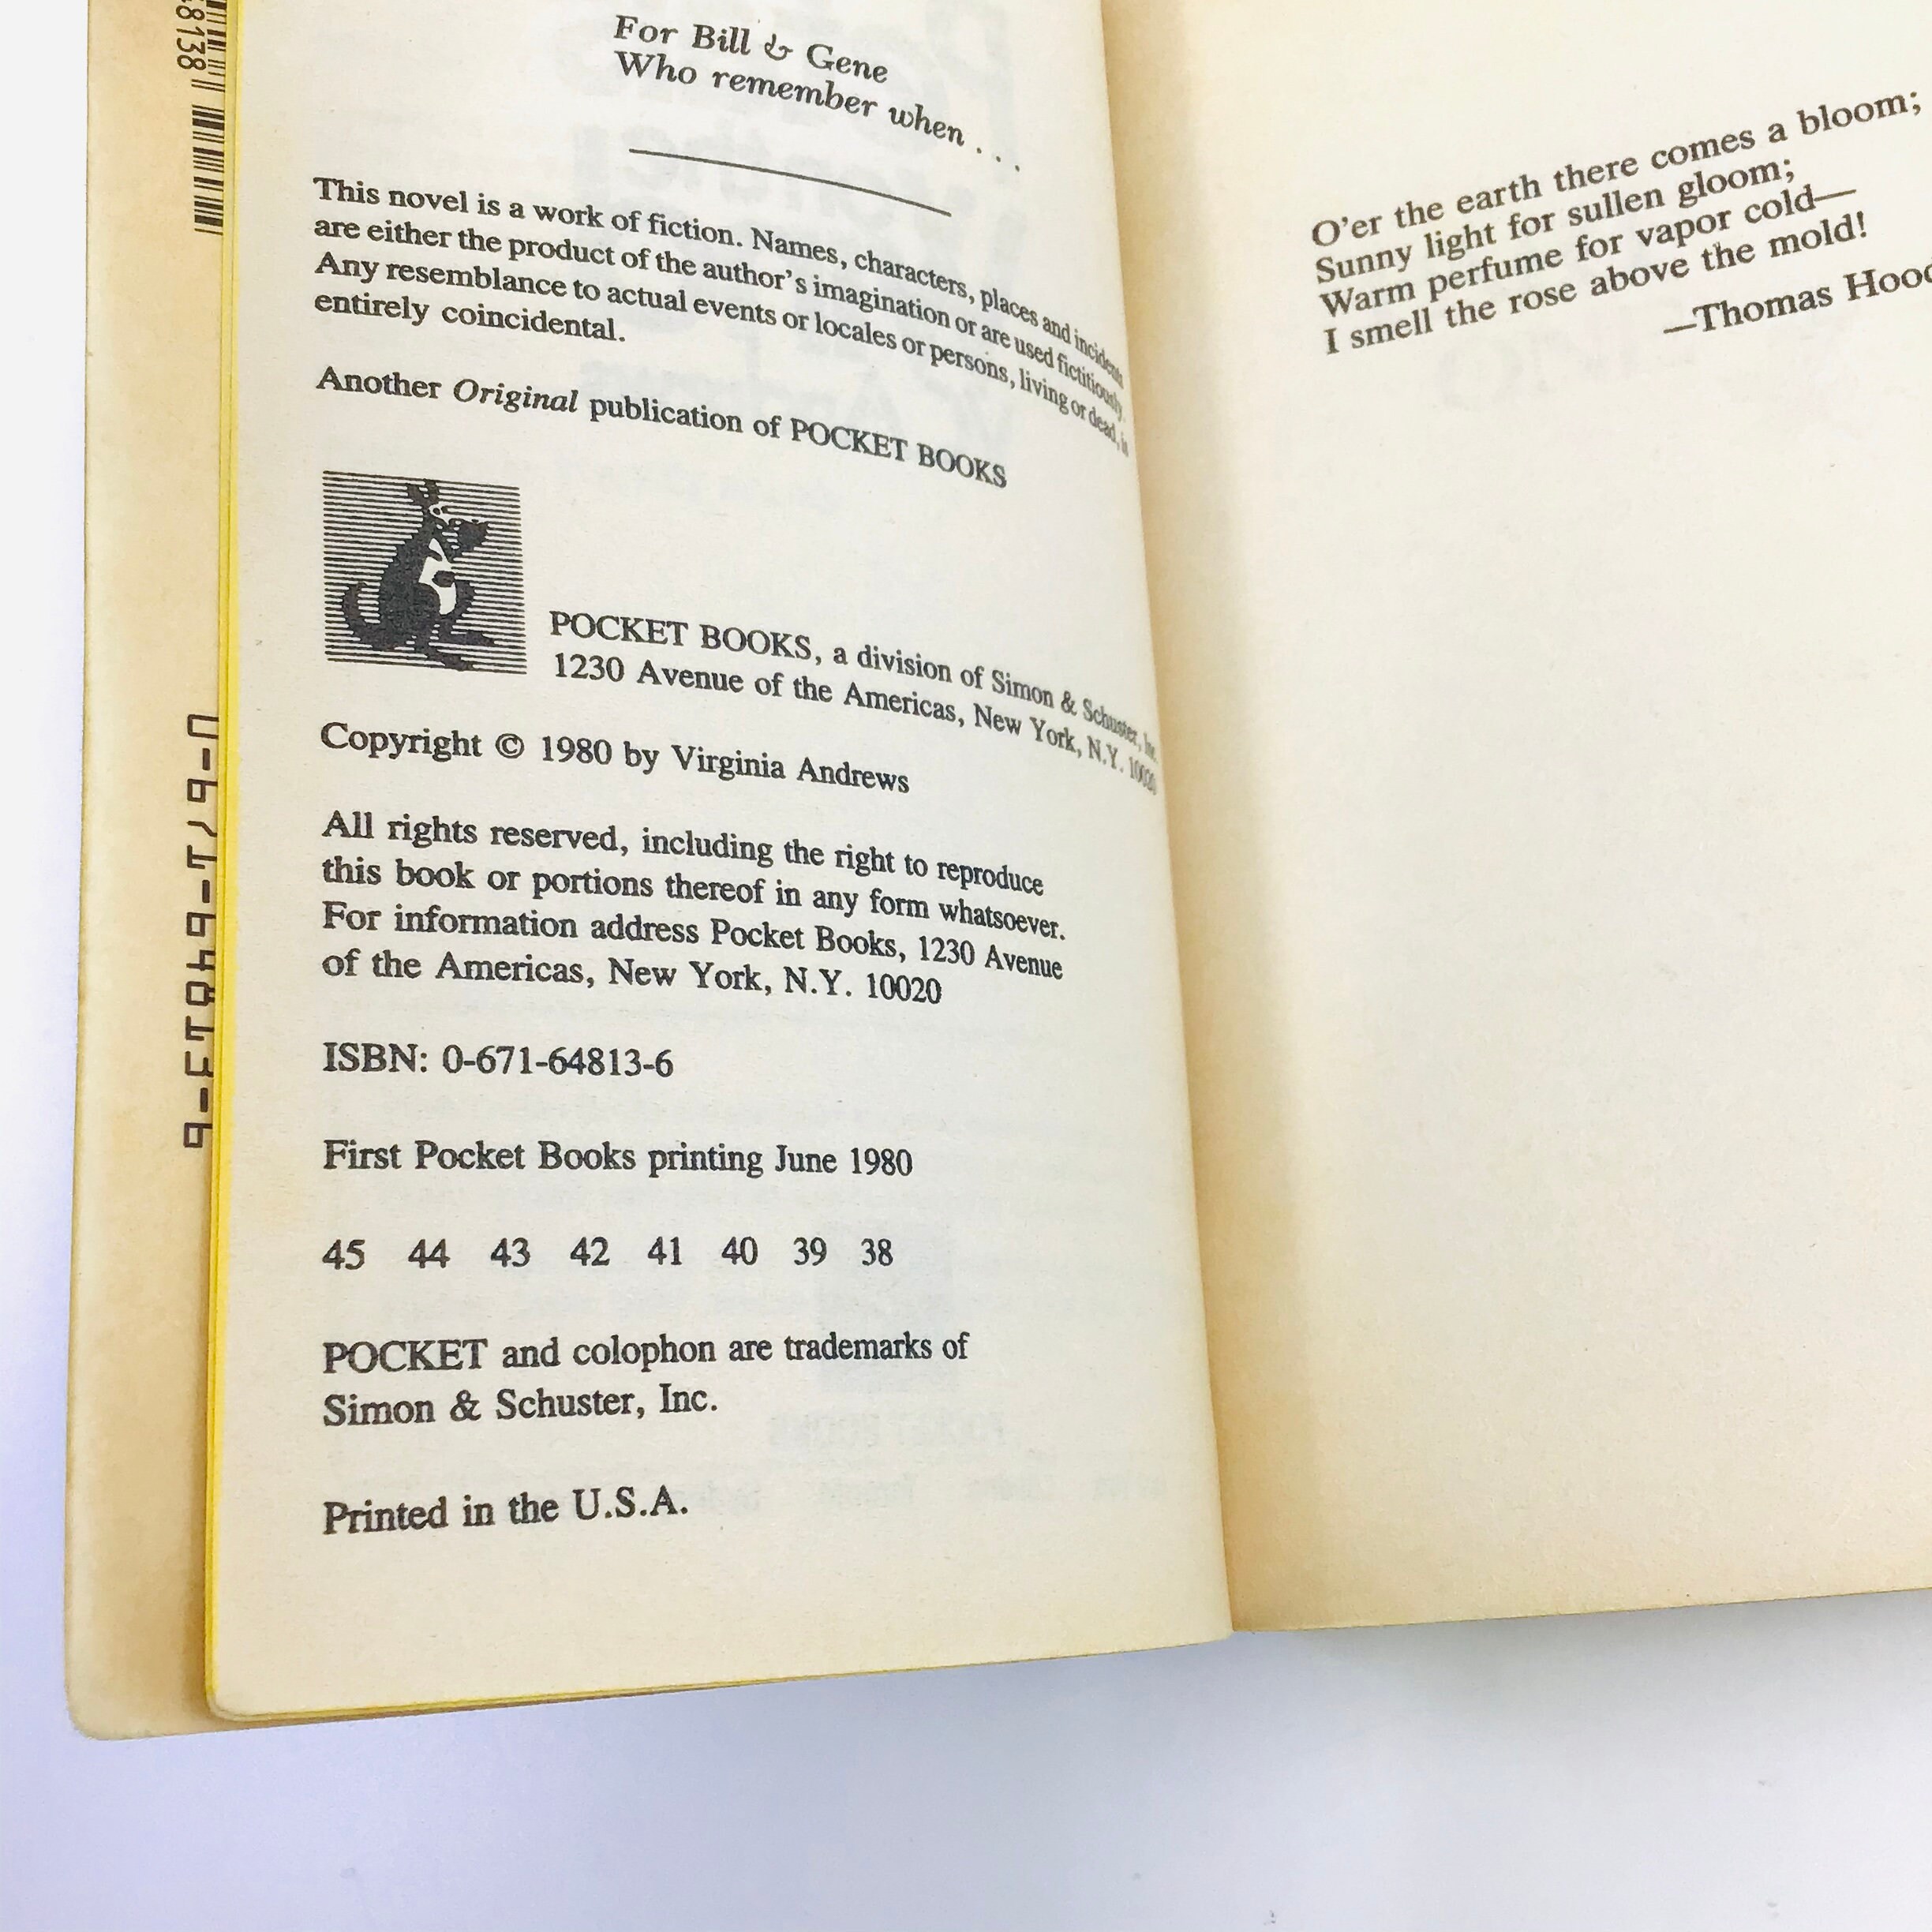 For Bill & Gene
Who remember when . . .
This novel is a work of fiction. Names, characters, places and incidents
are either the product of the author's imagination or are used fictitiously.
Any resemblance to actual events or locales or persons, living or dead, is
entirely coincidental.
Another Original publication of POCKET BOOKS
POCKET BOOKS, a division of Simon & Schuster, Inc.
1230 Avenue of the Americas, New York, N.Y. 10020
Copyright © 1980 by Virginia Andrews
All rights reserved, including the right to reproduce
this book or portions thereof in any form whatsoever.
For information address Pocket Books, 1230 Avenue
of the Americas, New York, N.Y. 10020
ISBN: 0-671-64813-6
First Pocket Books printing June 1980
45 44 43 42 41 40 39 38
POCKET and colophon are trademarks of
Simon & Schuster, Inc.
Printed in the U.S.A.
O'er the earth there comes a bloom;
Sunny light for sullen gloom;
Warm perfume for vapor cold—
I smell the rose above the mold!
—Thomas Hood
8138
0-671-64813-6